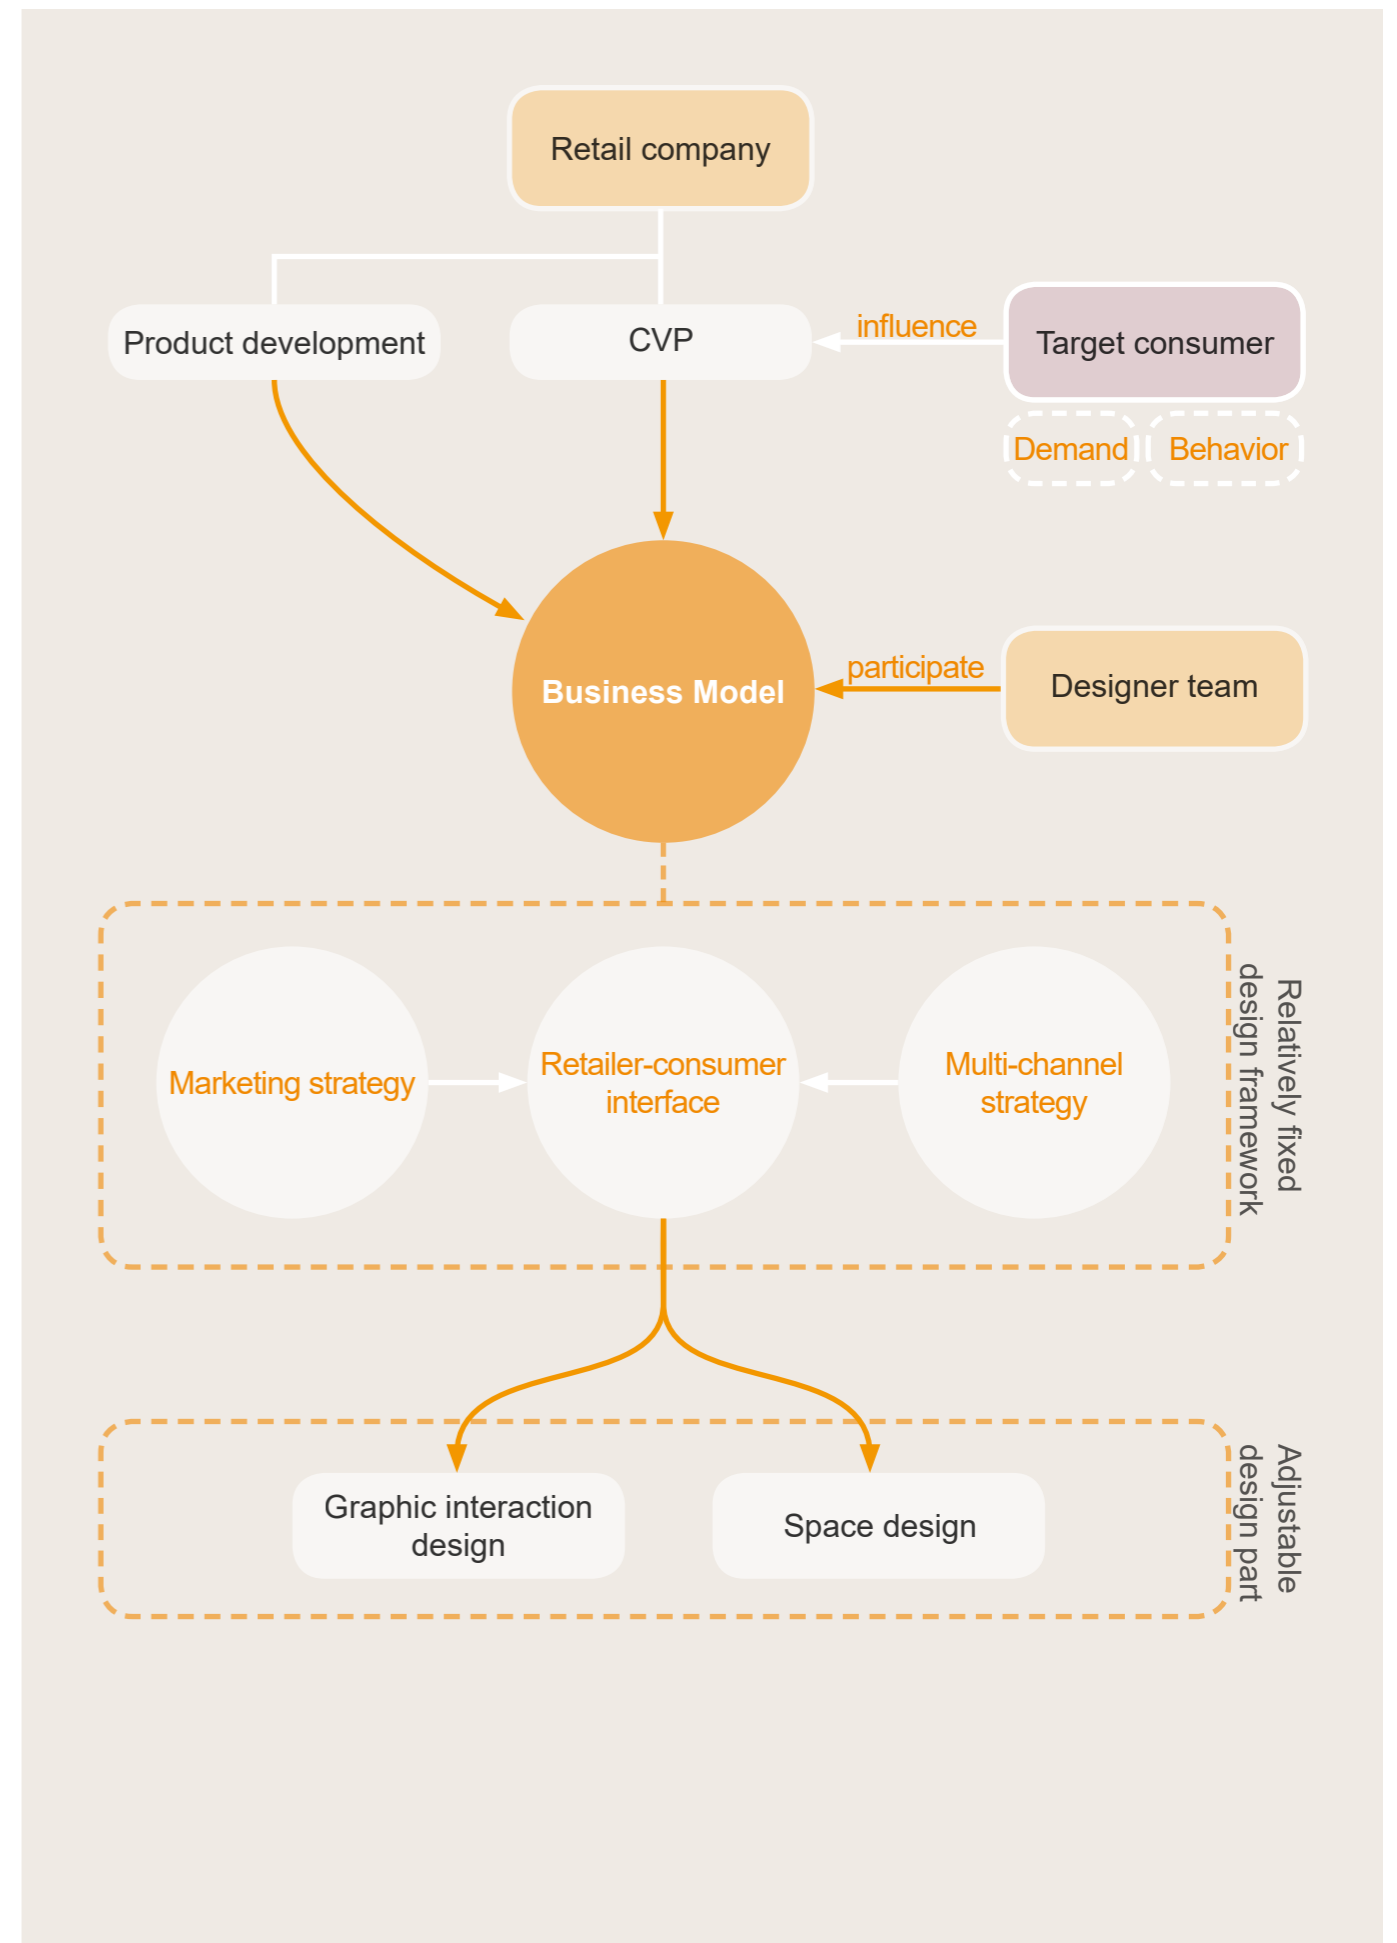 Retail company
Product development
CVP
influence
Target consumer
Demand
Behavior
Business Model
participate
Designer team
Marketing strategy
Retailer-consumer
interface
Multi-channel
strategy
Relatively fixed
design framework
Graphic interaction
design
Space design
Adjustable
design part